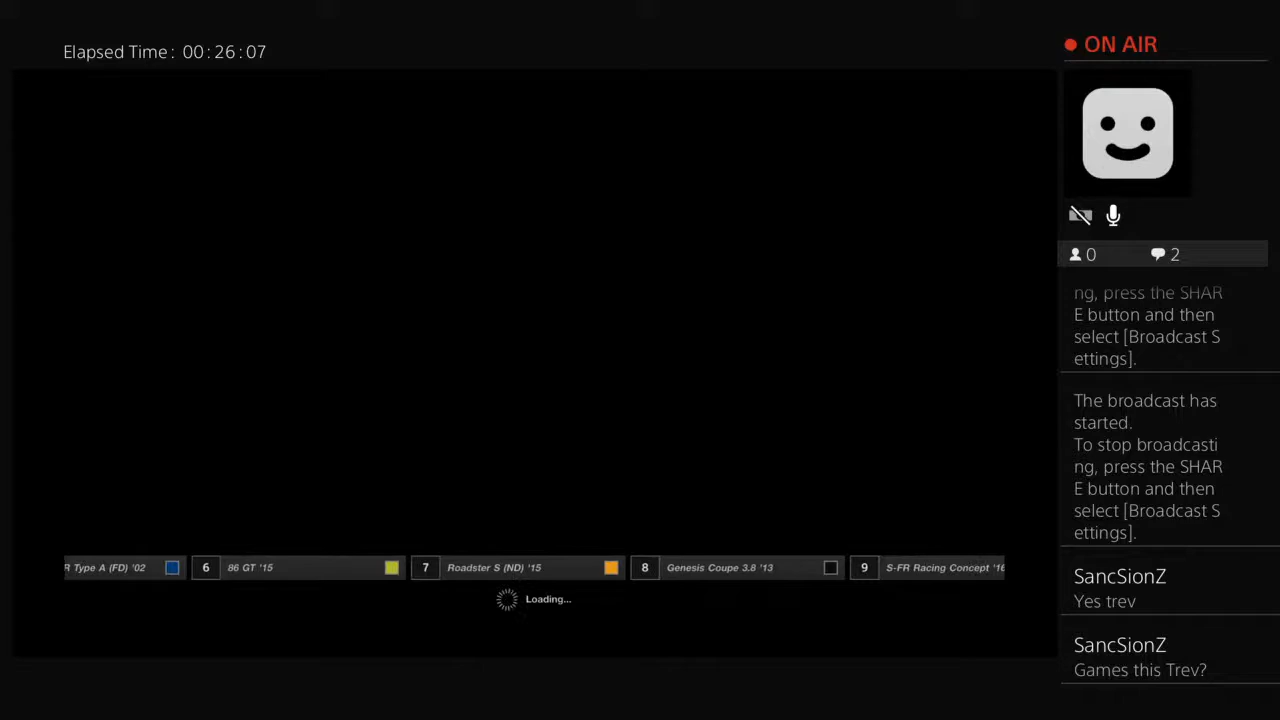 Elapsed Time: 00:26:07
ON AIR
0 2
ng, press the SHAR
E button and then
select [Broadcast S
ettings].
The broadcast has
started.
To stop broadcasti
ng, press the SHAR
E button and then
select [Broadcast S
ettings].
SancSionZ
Yes trev
SancSionZ
Games this Trev?
R Type A (FD) '02 6 86 GT '15 7 Roadster S (ND) '15 8 Genesis Coupe 3.8 '13 9 S-FR Racing Concept '16
Loading...